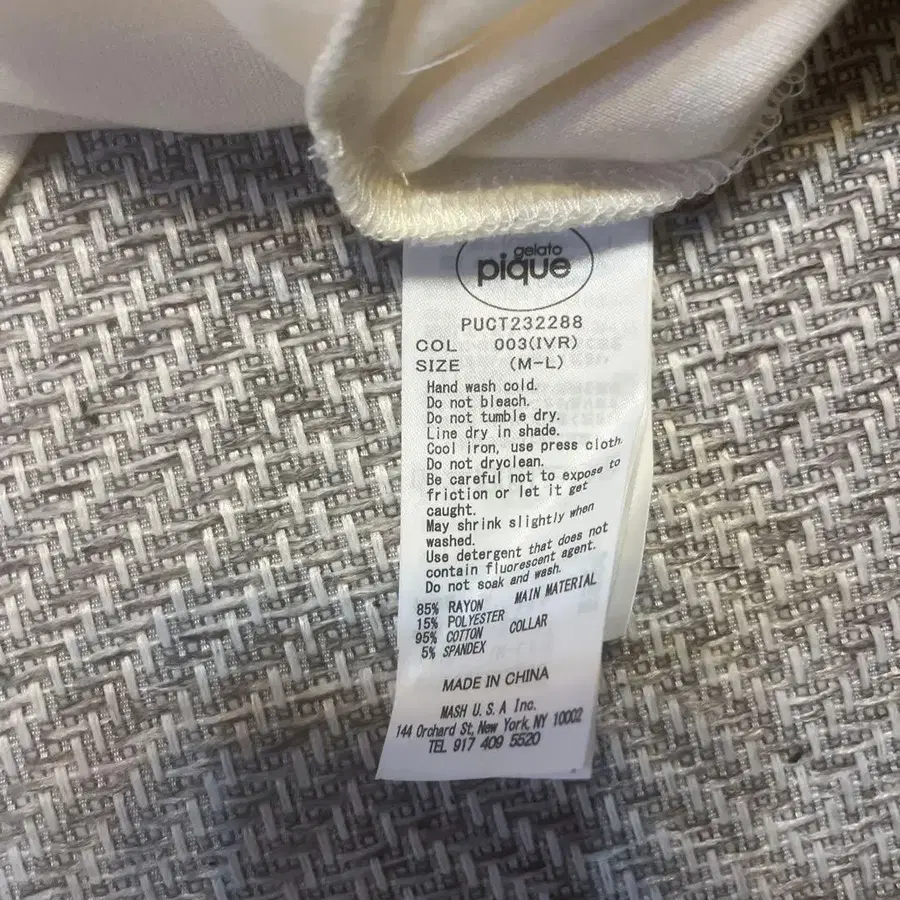 gelato
pique
PUCT232288
COL 003(IVR)
SIZE (M-L)
Hand wash cold.
Do not bleach.
Do not tumble dry.
Line dry in shade.
Cool iron, use press cloth.
Do not dryclean.
Be careful not to expose to
friction or let it get
caught.
May shrink slightly when
washed.
Use detergent that does not
contain fluorescent agent.
Do not soak and wash.
85% RAYON MAIN MATERIAL
15% POLYESTER
95% COTTON COLLAR
5% SPANDEX
MADE IN CHINA
MASH U.S.A Inc.
144 Orchard St, New York, NY 10002
TEL 917 409 5520